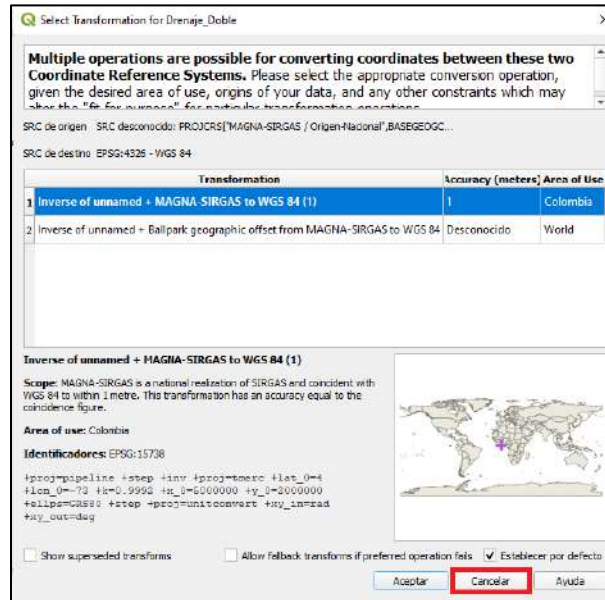 Select Transformation for Drenaje_Doble
Multiple operations are possible for converting coordinates between these two
Coordinate Reference Systems. Please select the appropriate conversion operation,
given the desired area of use, origins of your data, and any other constraints which may
alter the "fit for purpose" for particular transformation operations.
SRC de origen SRC desconocido: PROJCRS["MAGNA-SIRGAS / Origen-Nacional",BASEGEOGC...
SRC de destino EPSG:4326 - WGS 84
Transformation Accuracy (meters) Area of Use
1 Inverse of unnamed + MAGNA-SIRGAS to WGS 84 (1) 1 Colombia
2 Inverse of unnamed + Ballpark geographic offset from MAGNA-SIRGAS to WGS 84 Desconocido World
Inverse of unnamed + MAGNA-SIRGAS to WGS 84 (1)
Scope: MAGNA-SIRGAS is a national realization of SIRGAS and coincident with
WGS 84 to within 1 metre. This transformation has an accuracy equal to the
coincidence figure.
Area of use: Colombia
Identificadores: EPSG:15738
+proj=pipeline +step +inv +proj=tmerc +lat_0=4
+lon_0=-73 +k=0.9992 +x_0=5000000 +y_0=2000000
+ellps=GRS80 +step +proj=unitconvert +xy_in=rad
+xy_out=deg
Show superseded transforms Allow fallback transforms if preferred operation fails Establecer por defecto
Aceptar Cancelar Ayuda